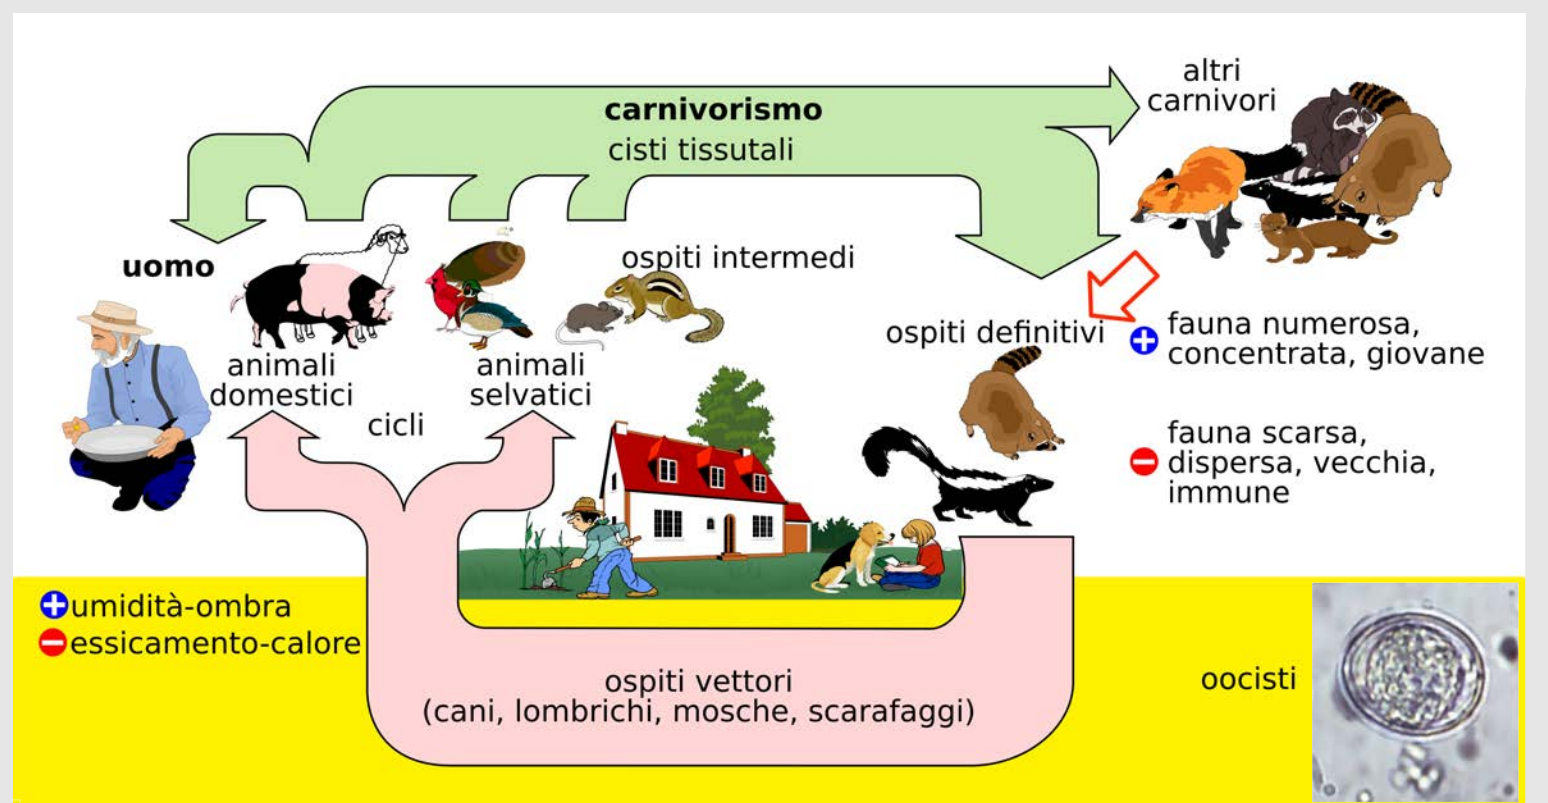 altri
carnivori
carnivorismo
cisti tissutali
uomo
ospiti intermedi
ospiti definitivi
fauna numerosa,
concentrata, giovane
animali
domestici
animali
selvatici
cicli
fauna scarsa,
dispersa, vecchia,
immune
umidità-ombra
essicamento-calore
ospiti vettori
(cani, lombrichi, mosche, scarafaggi)
oocisti